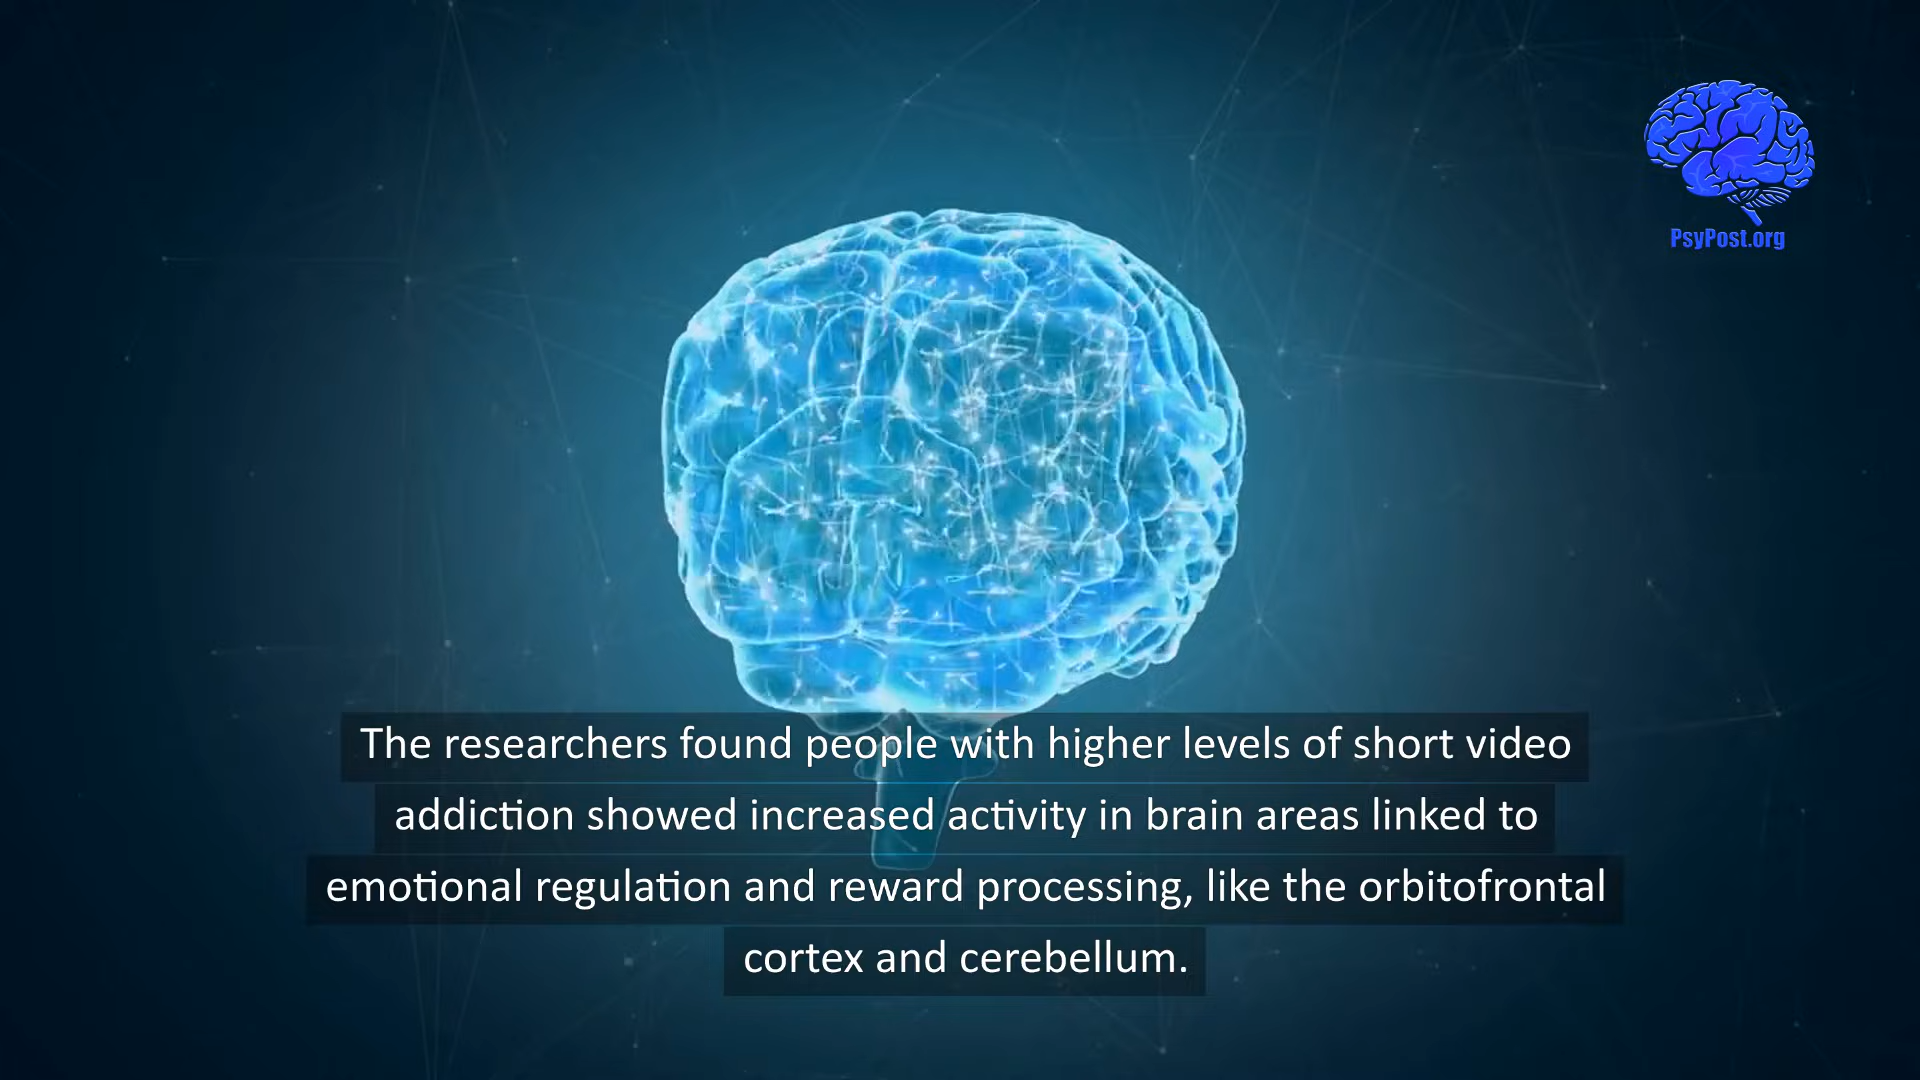 PsyPost.org
The researchers found people with higher levels of short video
addiction showed increased activity in brain areas linked to
emotional regulation and reward processing, like the orbitofrontal
cortex and cerebellum.